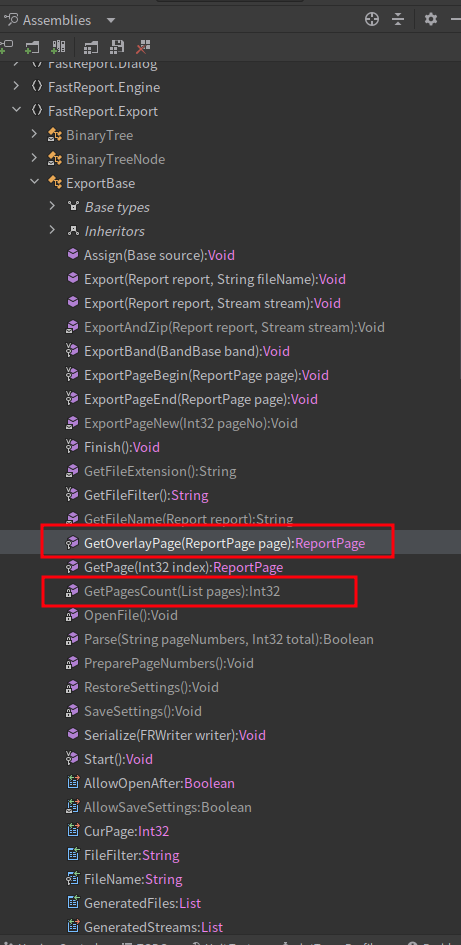 Assemblies
FastReport.Dialog
FastReport.Engine
FastReport.Export
BinaryTree
BinaryTreeNode
ExportBase
Base types
Inheritors
Assign(Base source):Void
Export(Report report, String fileName):Void
Export(Report report, Stream stream):Void
ExportAndZip(Report report, Stream stream):Void
ExportBand(BandBase band):Void
ExportPageBegin(ReportPage page):Void
ExportPageEnd(ReportPage page):Void
ExportPageNew(Int32 pageNo):Void
Finish():Void
GetFileExtension():String
GetFileFilter():String
GetFileName(Report report):String
GetOverlayPage(ReportPage page):ReportPage
GetPage(Int32 index):ReportPage
GetPagesCount(List pages):Int32
OpenFile():Void
Parse(String pageNumbers, Int32 total):Boolean
PreparePageNumbers():Void
RestoreSettings():Void
SaveSettings():Void
Serialize(FRWriter writer):Void
Start():Void
AllowOpenAfter:Boolean
AllowSaveSettings:Boolean
CurPage:Int32
FileFilter:String
FileName:String
GeneratedFiles:List
GeneratedStreams:List